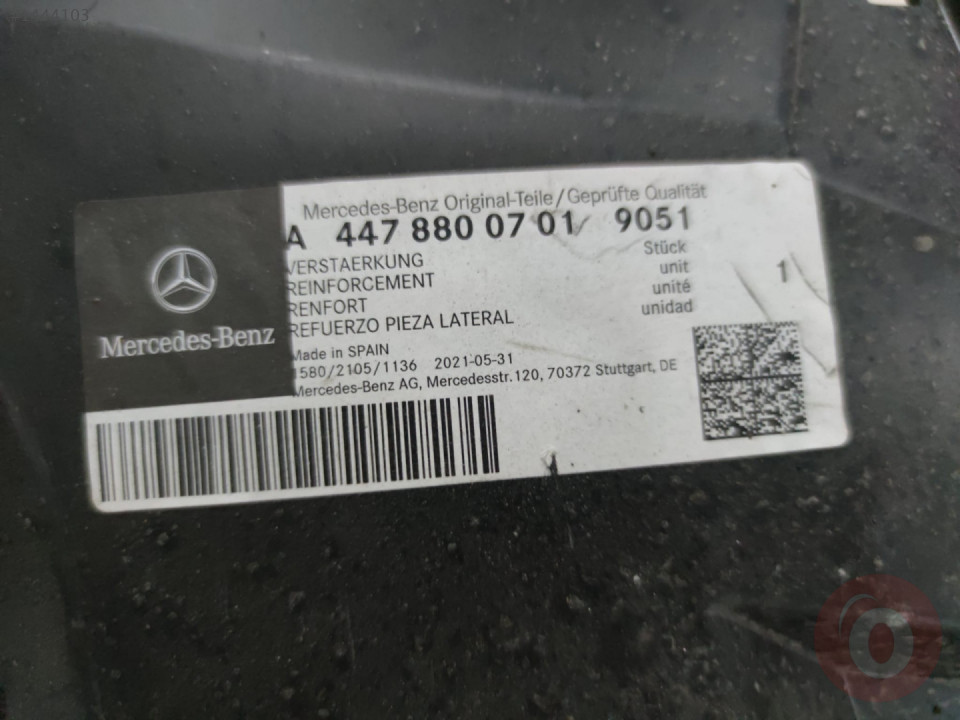 Mercedes-Benz
Mercedes-Benz Original-Teile/Geprüfte Qualität
A 447 880 07 01 9051
VERSTAERKUNG
REINFORCEMENT
RENFORT
REFUERZO PIEZA LATERAL
Stück
unit
unité
unidad
1
Made in SPAIN
1580/2105/1136 2021-05-31
Mercedes-Benz AG, Mercedesstr.120, 70372 Stuttgart, DE